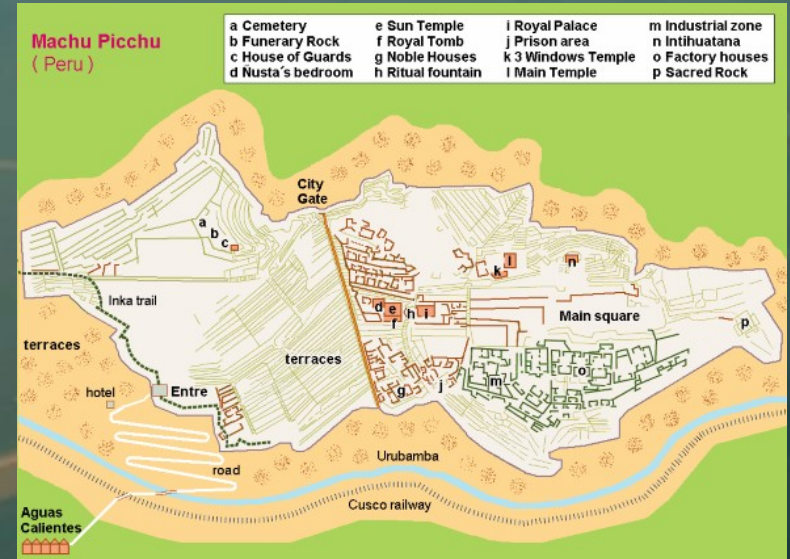 Machu Picchu
( Peru )
a Cemetery
b Funerary Rock
c House of Guards
d Ñusta´s bedroom
e Sun Temple
f Royal Tomb
g Noble Houses
h Ritual fountain
i Royal Palace
j Prison area
k 3 Windows Temple
l Main Temple
m Industrial zone
n Intihuatana
o Factory houses
p Sacred Rock
City
Gate
a
b
c
l
n
k
Inka trail
d e h i
f
Main square
p
terraces
terraces
hotel
Entre
g
j
m
o
road
Urubamba
Cusco railway
Aguas
Calientes